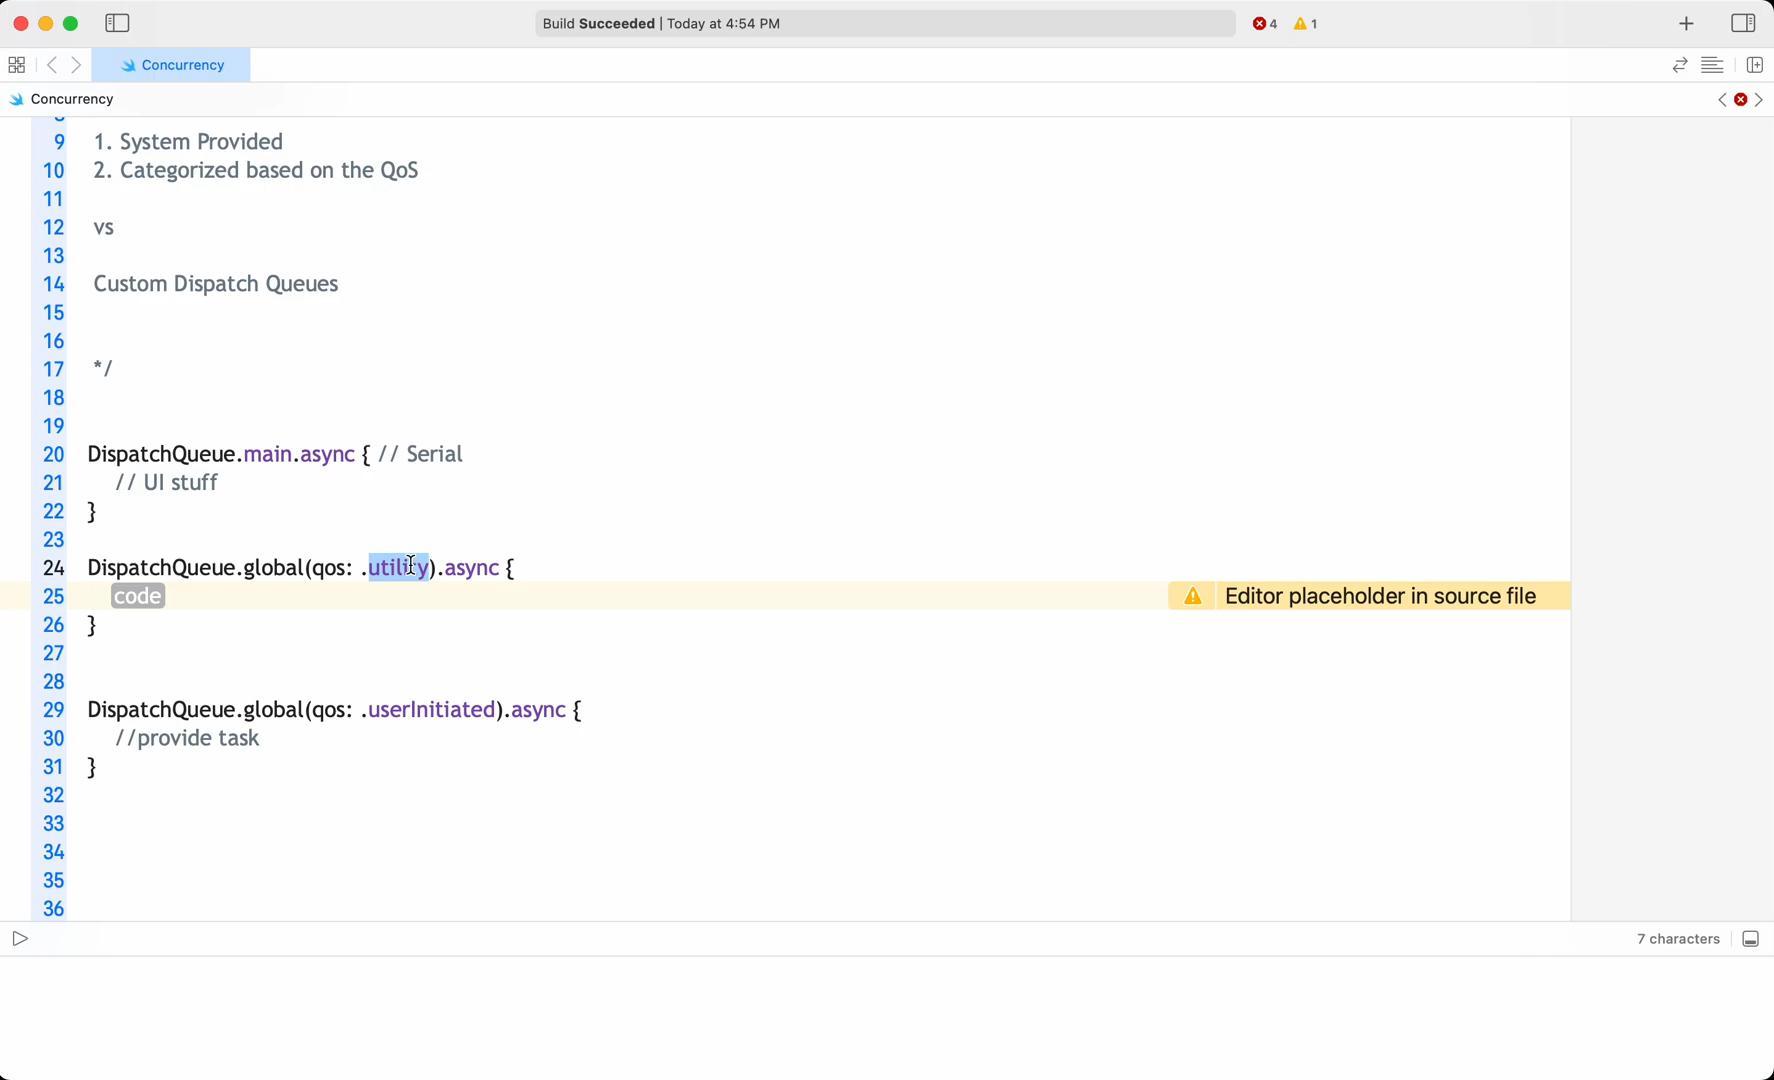 Build Succeeded | Today at 4:54 PM
4
1
Concurrency
Concurrency
9 1. System Provided
10 2. Categorized based on the QoS
11
12 vs
13
14 Custom Dispatch Queues
15
16
17 */
18
19
20 DispatchQueue.main.async { // Serial
21 // UI stuff
22 }
23
24 DispatchQueue.global(qos: .utility).async {
25 code
Editor placeholder in source file
26 }
27
28
29 DispatchQueue.global(qos: .userInitiated).async {
30 //provide task
31 }
32
33
34
35
36
7 characters